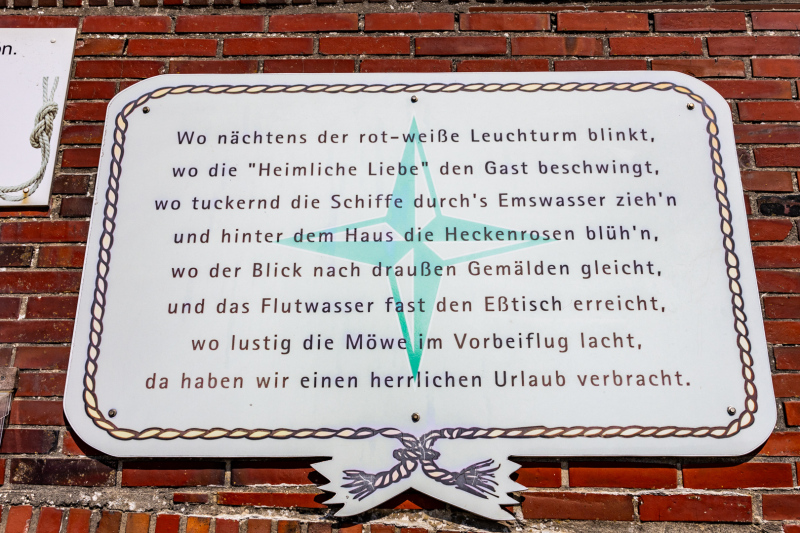 on.
Wo nächtens der rot-weiße Leuchturm blinkt,
wo die "Heimliche Liebe" den Gast beschwingt,
wo tuckernd die Schiffe durch's Emswasser zieh'n
und hinter dem Haus die Heckenrosen blüh'n,
wo der Blick nach draußen Gemälden gleicht,
und das Flutwasser fast den Eßtisch erreicht,
wo lustig die Möwe im Vorbeiflug lacht,
da haben wir einen herrlichen Urlaub verbracht.